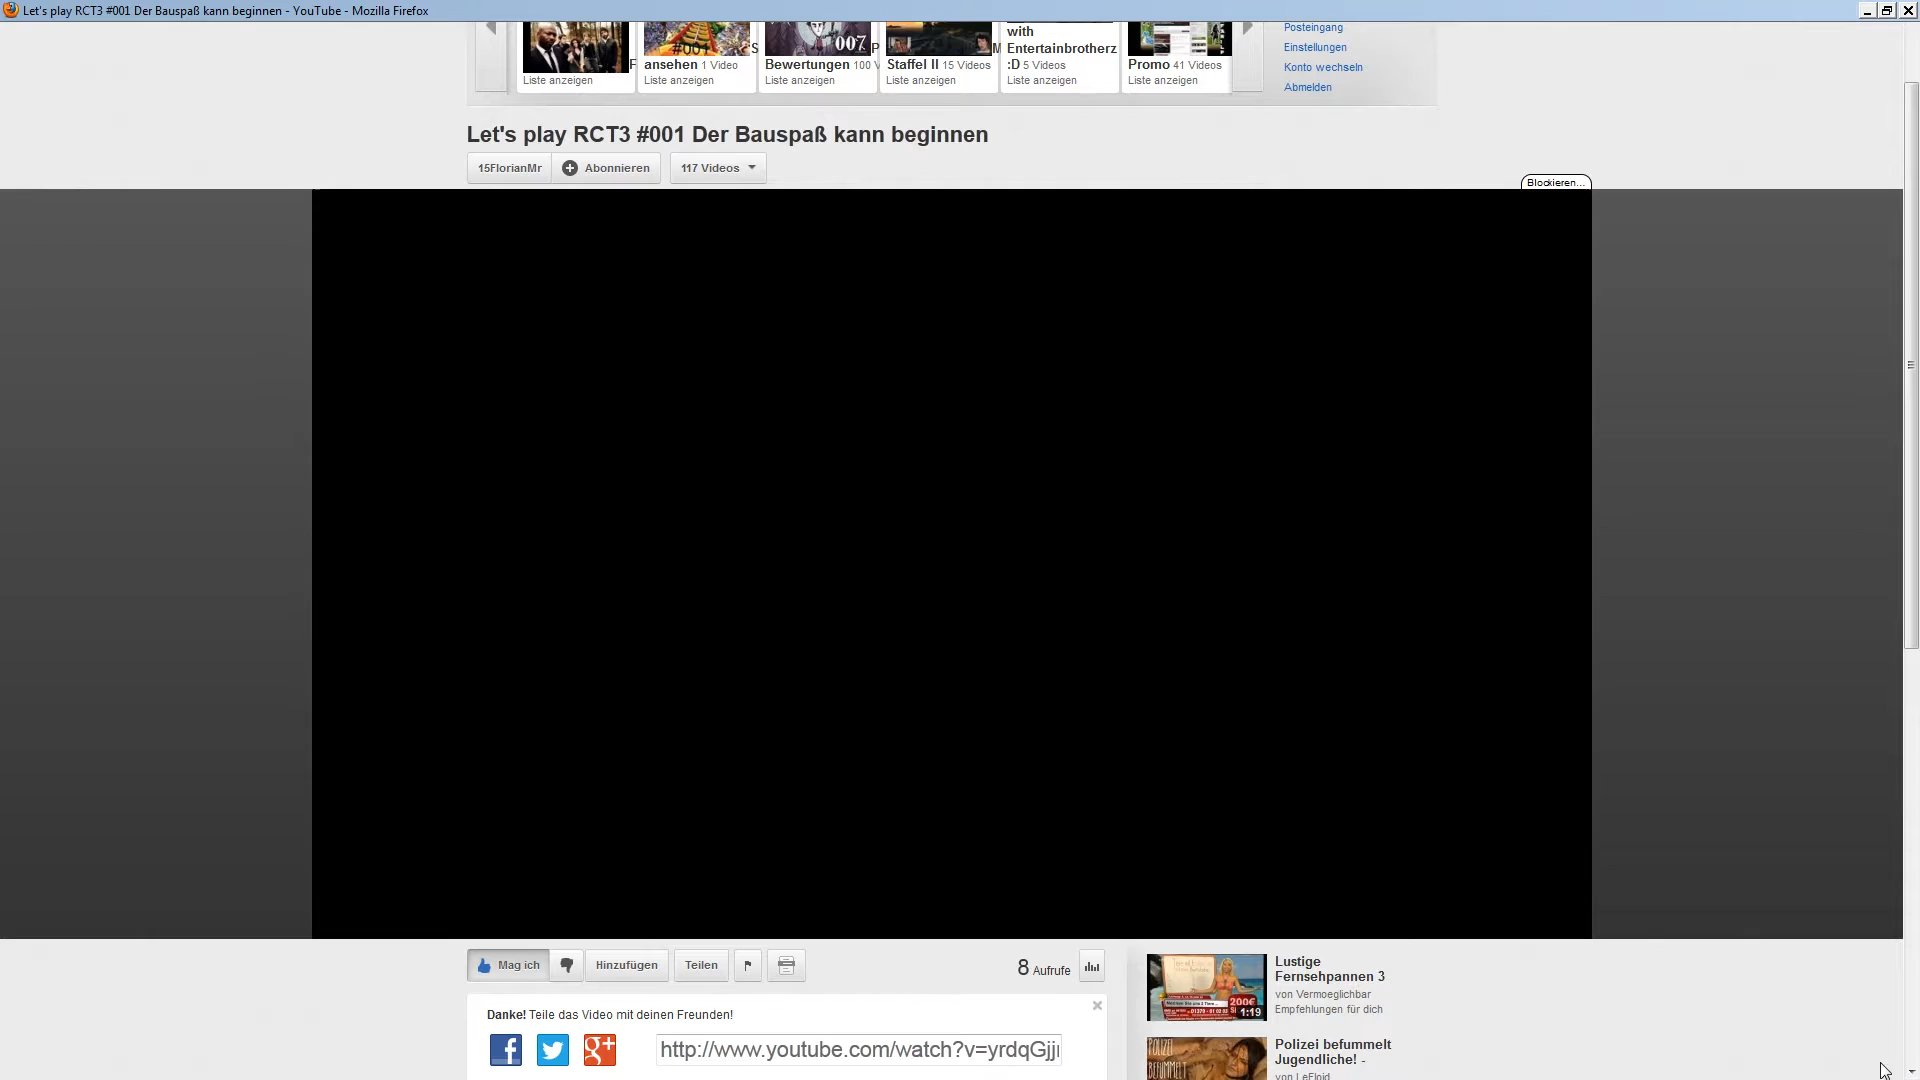 Let's play RCT3 #001 Der Bauspaß kann beginnen - YouTube - Mozilla Firefox
#001
ansehen 1 Video
Liste anzeigen
Liste anzeigen
007
Bewertungen 100
Liste anzeigen
Staffel II 15 Videos
Liste anzeigen
with
Entertainbrotherz
:D 5 Videos
Liste anzeigen
Promo 41 Videos
Liste anzeigen
Posteingang
Einstellungen
Konto wechseln
Abmelden
Let's play RCT3 #001 Der Bauspaß kann beginnen
15FlorianMr
Abonnieren
117 Videos
Blockieren...
Mag ich
Hinzufügen
Teilen
8 Aufrufe
Danke! Teile das Video mit deinen Freunden!
http://www.youtube.com/watch?v=yrdqGjj
200€
1:19
Lustige
Fernsehpannen 3
von Vermoeglichbar
Empfehlungen für dich
POLIZEI
BEFUMMELT
Polizei befummelt
Jugendliche! -
von LeFloid